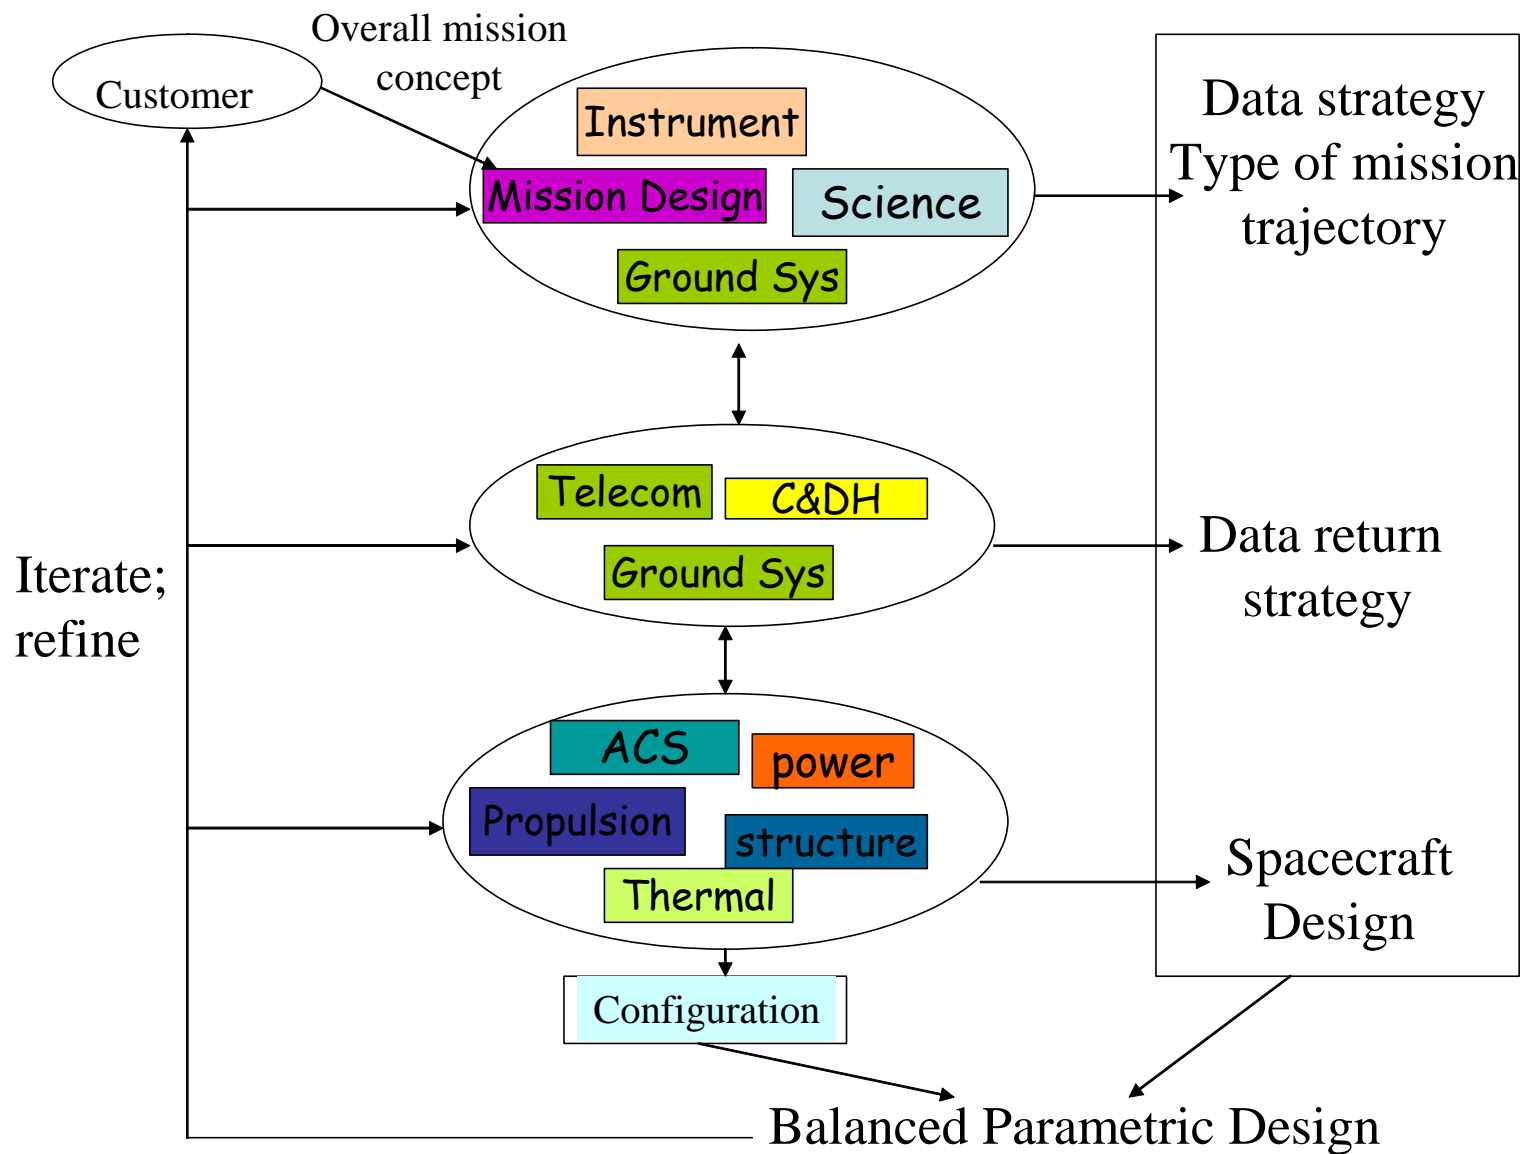 Overall mission
concept
Customer
Instrument
Mission Design
Science
Ground Sys
Data strategy
Type of mission
trajectory
Telecom
C&DH
Ground Sys
Data return
strategy
Iterate;
refine
ACS
power
Propulsion
structure
Thermal
Spacecraft
Design
Configuration
Balanced Parametric Design